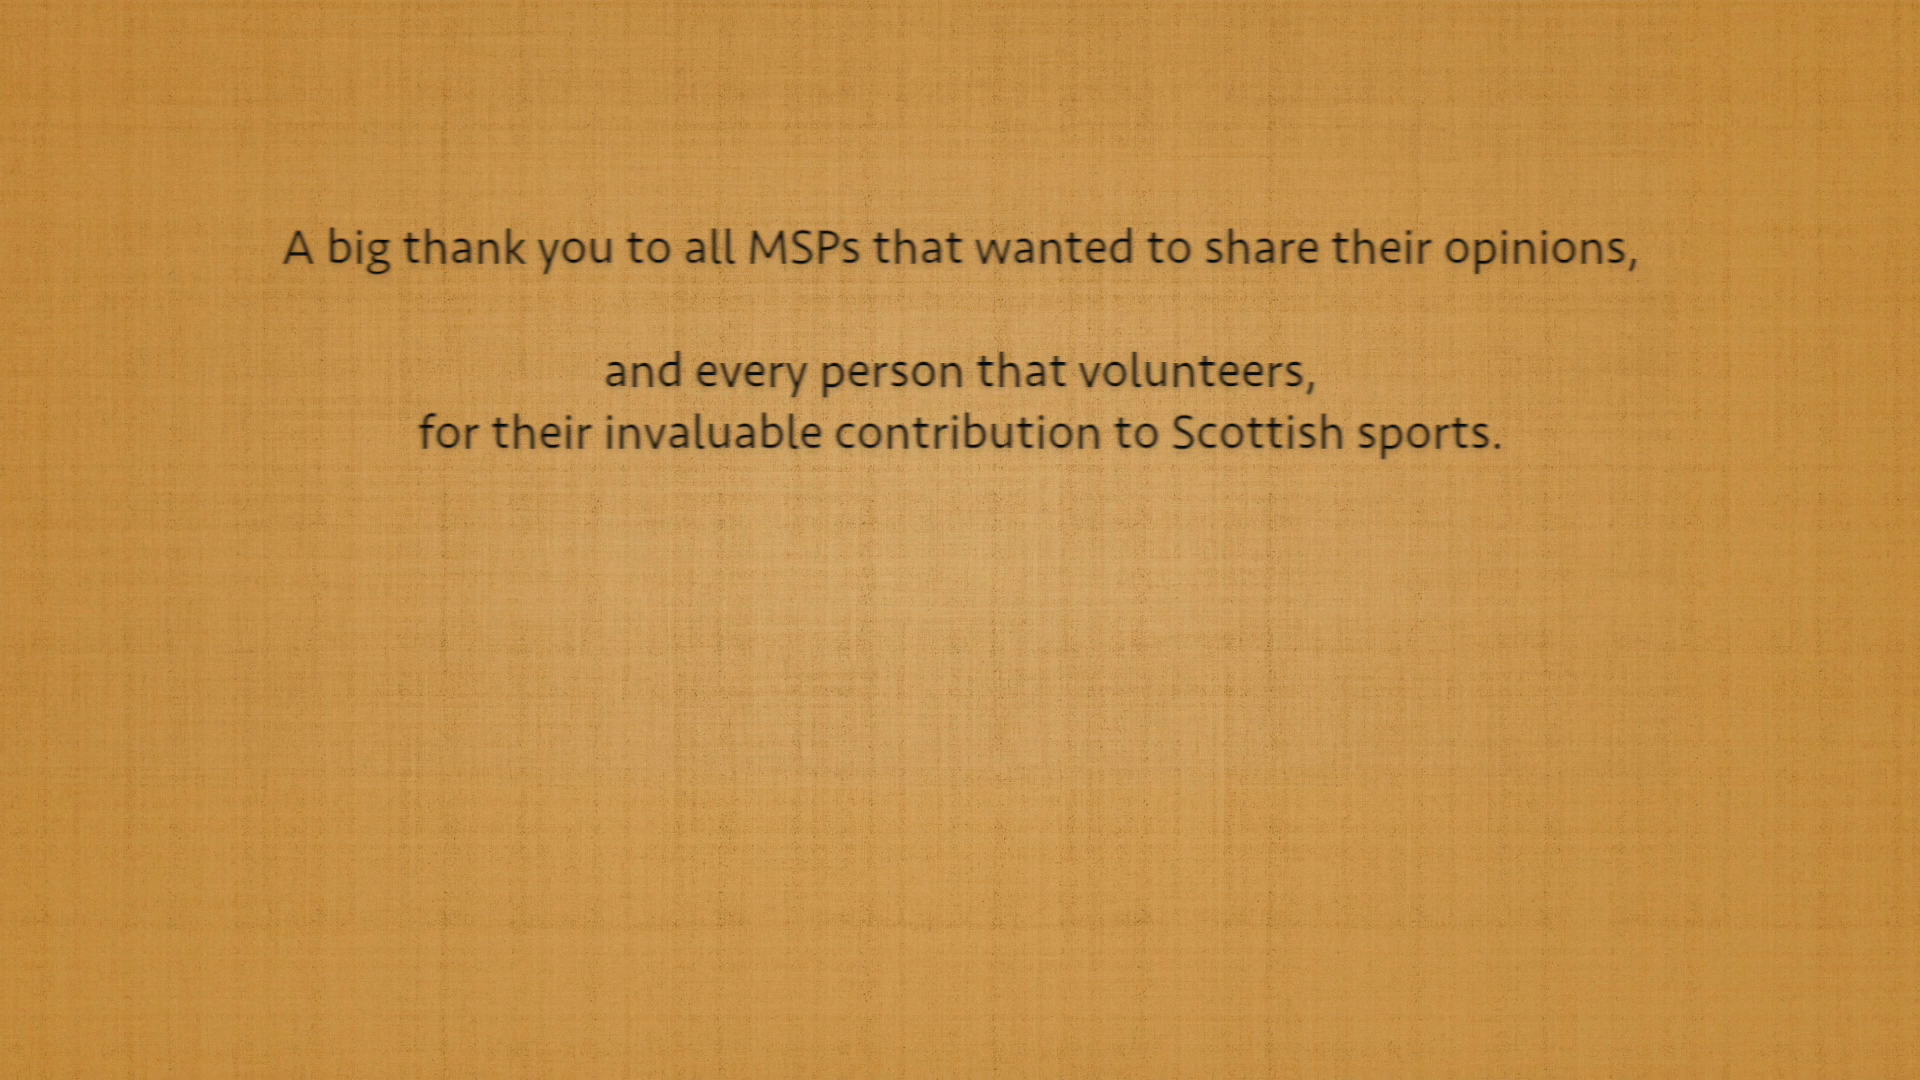 A big thank you to all MSPs that wanted to share their opinions,
and every person that volunteers,
for their invaluable contribution to Scottish sports.